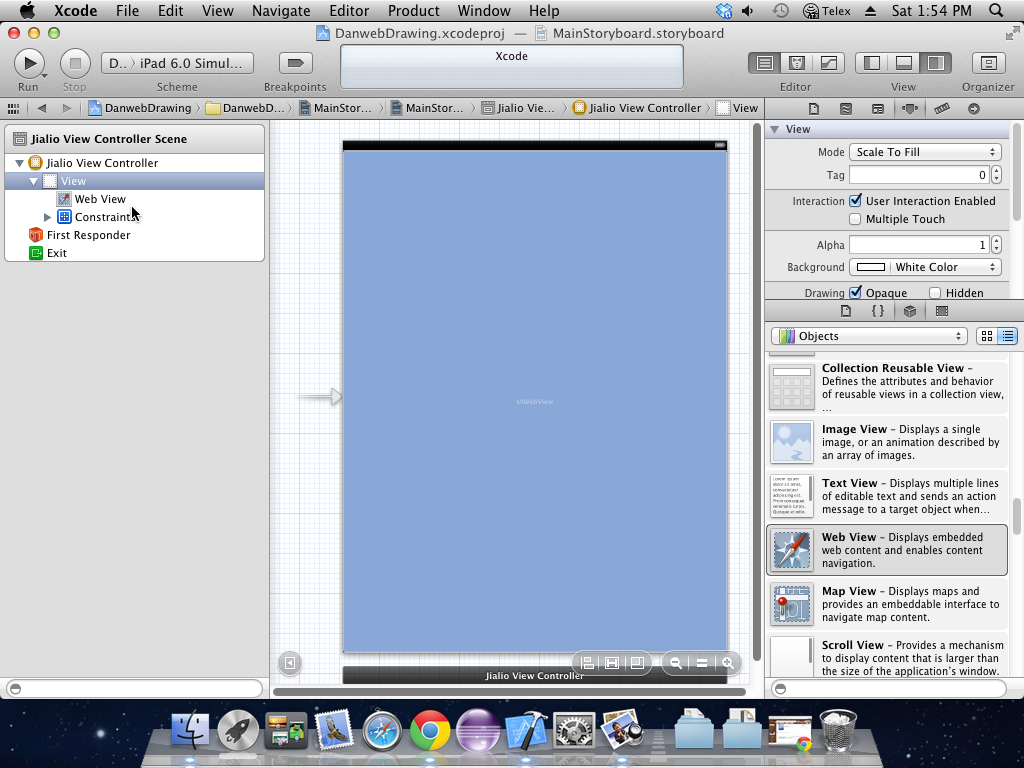 Xcode File Edit View Navigate Editor Product Window Help Telex Sat 1:54 PM
DanwebDrawing.xcodeproj — MainStoryboard.storyboard
D.. › iPad 6.0 Simul...
Xcode
Run Stop Scheme Breakpoints Editor View Organizer
DanwebDrawing DanwebD... MainStor... MainStor... Jialio Vie... Jialio View Controller View
Jialio View Controller Scene
Jialio View Controller
View
Web View
Constraints
First Responder
Exit
UIWebView
Jialio View Controller
View
Mode Scale To Fill
Tag 0
Interaction User Interaction Enabled
Multiple Touch
Alpha 1
Background White Color
Drawing Opaque Hidden
{ }
Objects
Collection Reusable View –
Defines the attributes and behavior
of reusable views in a collection view,
...
Image View – Displays a single
image, or an animation described by
an array of images.
Text View – Displays multiple lines
of editable text and sends an action
message to a target object when...
Web View – Displays embedded
web content and enables content
navigation.
Map View – Displays maps and
provides an embeddable interface to
navigate map content.
Scroll View – Provides a mechanism
to display content that is larger than
the size of the application's window.